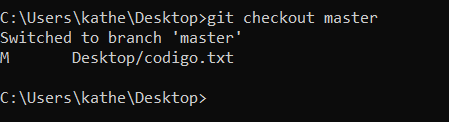 C:\Users\kathe\Desktop>git checkout master
Switched to branch 'master'
M       Desktop/codigo.txt
C:\Users\kathe\Desktop>